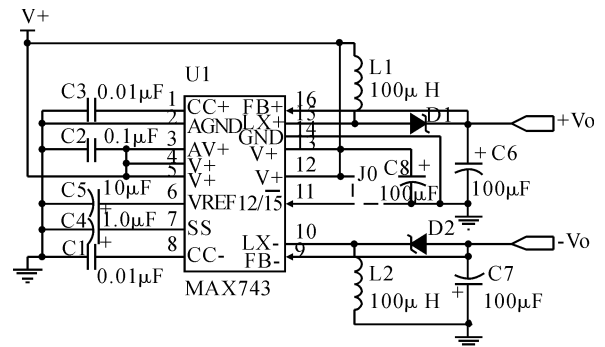 V+
U1
L1
100μ H
C3 0.01μF
1 CC+ FB+ 16
2 AGND LX+ 15
D1
+Vo
C2 0.1μF
3 AV+ GND 14
4 V+ V+ 13
5 V+ V+ 12
J0
C8 +
100μF
+ C6
100μF
C5 10μF
+
6 VREF 12/15 11
C4 1.0μF
+
7 SS
C1
8 CC- LX- 10
FB- 9
0.01μF
MAX743
D2
-Vo
L2
100μ H
C7
+
100μF